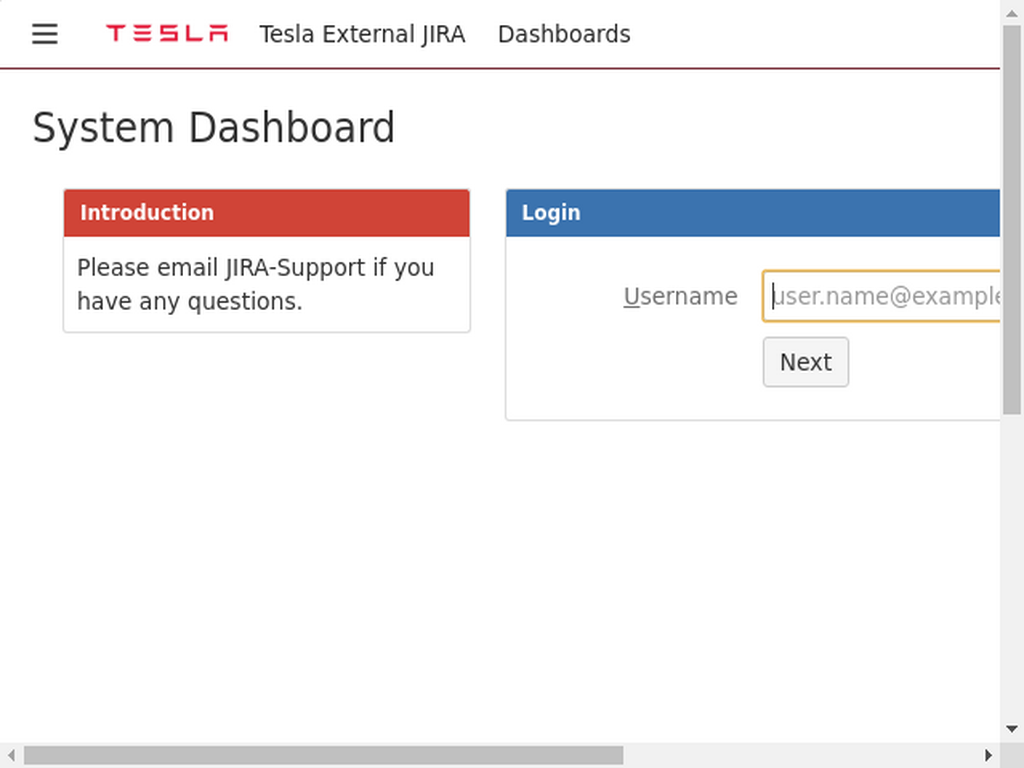 TESLA Tesla External JIRA Dashboards
System Dashboard
Introduction
Please email JIRA-Support if you
have any questions.
Login
Username user.name@example
Next